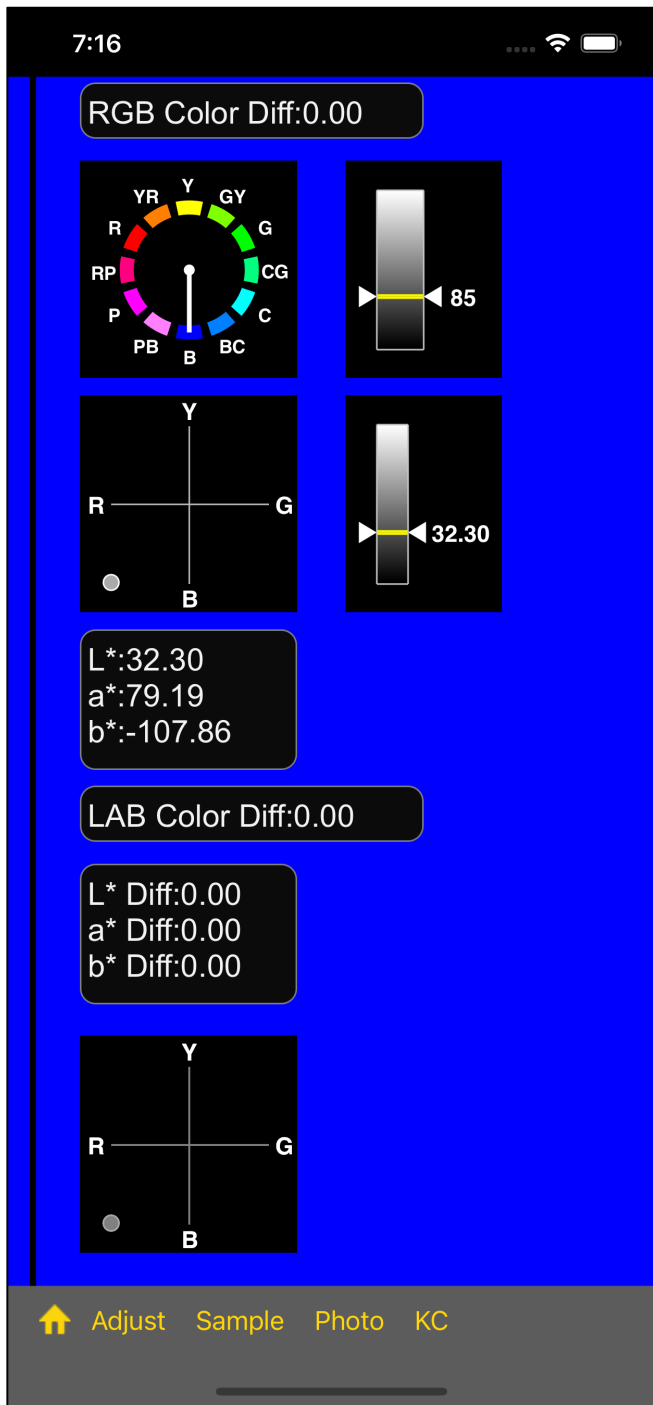 7:16
RGB Color Diff:0.00
Y
YR
GY
R
G
RP
CG
P
C
PB
BC
B
85
Y
R
G
B
32.30
L*:32.30
a*:79.19
b*:-107.86
LAB Color Diff:0.00
L* Diff:0.00
a* Diff:0.00
b* Diff:0.00
Y
R
G
B
Adjust
Sample
Photo
KC